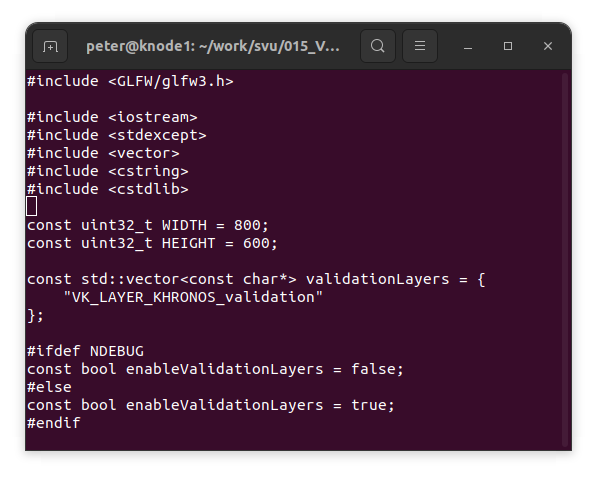 peter@knode1: ~/work/svu/015_V...
#include <GLFW/glfw3.h>

#include <iostream>
#include <stdexcept>
#include <vector>
#include <cstring>
#include <cstdlib>

const uint32_t WIDTH = 800;
const uint32_t HEIGHT = 600;

const std::vector<const char*> validationLayers = {
    "VK_LAYER_KHRONOS_validation"
};

#ifdef NDEBUG
const bool enableValidationLayers = false;
#else
const bool enableValidationLayers = true;
#endif